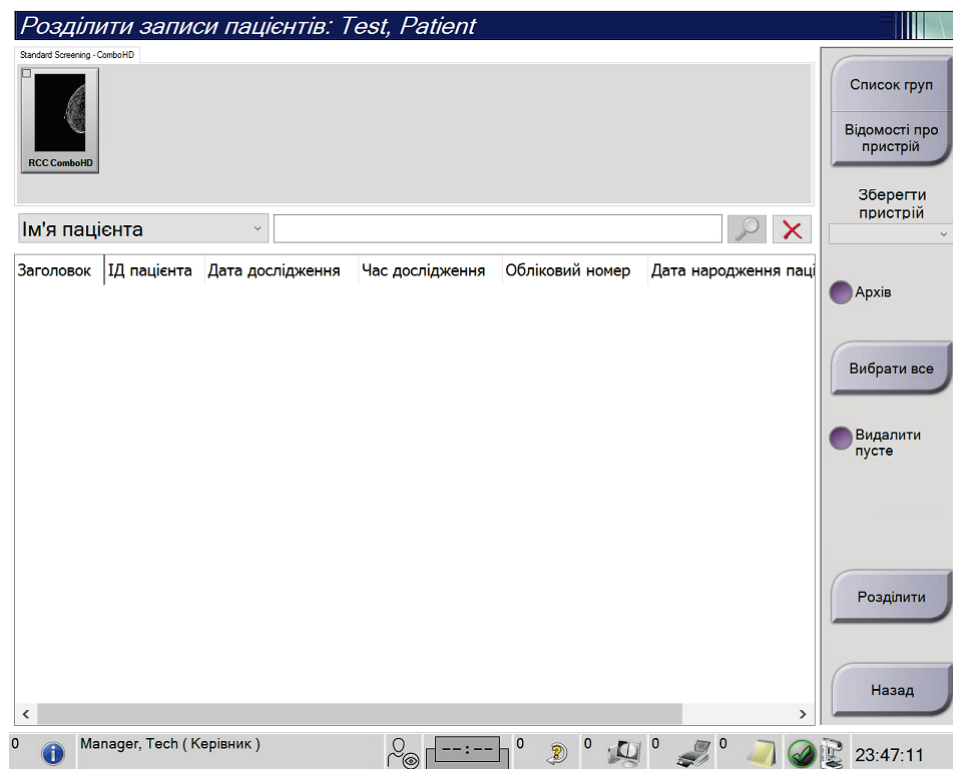 Розділити записи пацієнтів: Test, Patient
Standard Screening - ComboHD
RCC ComboHD
Список груп
Відомості про
пристрій
Зберегти
пристрій
Ім'я пацієнта
Заголовок ІД пацієнта Дата дослідження Час дослідження Обліковий номер Дата народження паці
Архів
Вибрати все
Видалити
пусте
Розділити
Назад
0 Manager, Tech ( Керівник ) --:-- 0 0 0 0 23:47:11